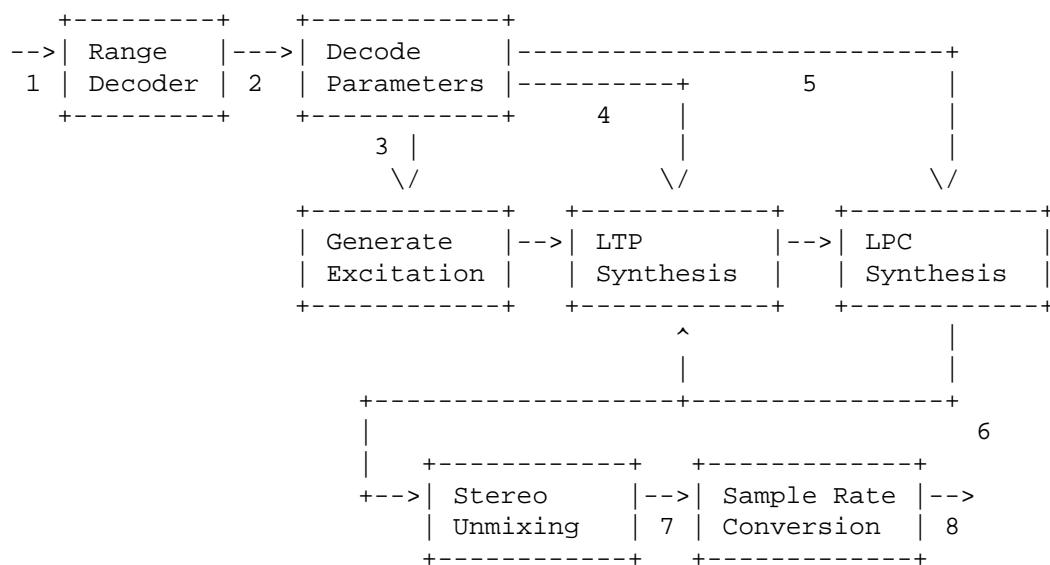 +---------+    +------------+
-->| Range   |--->| Decode     |---------------------------+
1  | Decoder | 2  | Parameters |----------+       5        |
+---------+    +------------+     4    |                |
3 |                |                |
\/               \/               \/
+------------+   +------------+   +------------+
| Generate   |-->| LTP        |-->| LPC        |
| Excitation |   | Synthesis  |   | Synthesis  |
+------------+   +------------+   +------------+
^                |
|                |
+-------------------+----------------+
|                                      6
|   +------------+   +-------------+
+-->| Stereo     |-->| Sample Rate |-->
| Unmixing   | 7 | Conversion  | 8
+------------+   +-------------+